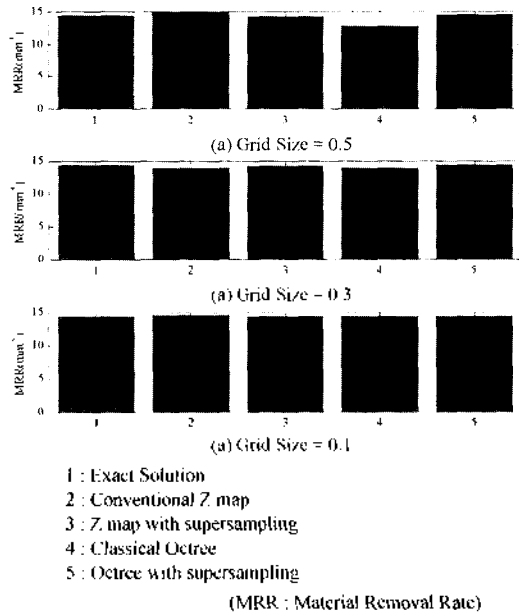 15
10
5
0
MRR(mm³)
1 2 3 4 5
(a) Grid Size = 0.5
15
10
5
0
MRR(mm³)
1 2 3 4 5
(a) Grid Size = 0.3
15
10
5
0
MRR(mm³)
1 2 3 4 5
(a) Grid Size = 0.1
1 : Exact Solution
2 : Conventional Z map
3 : Z map with supersampling
4 : Classical Octree
5 : Octree with supersampling
(MRR : Material Removal Rate)